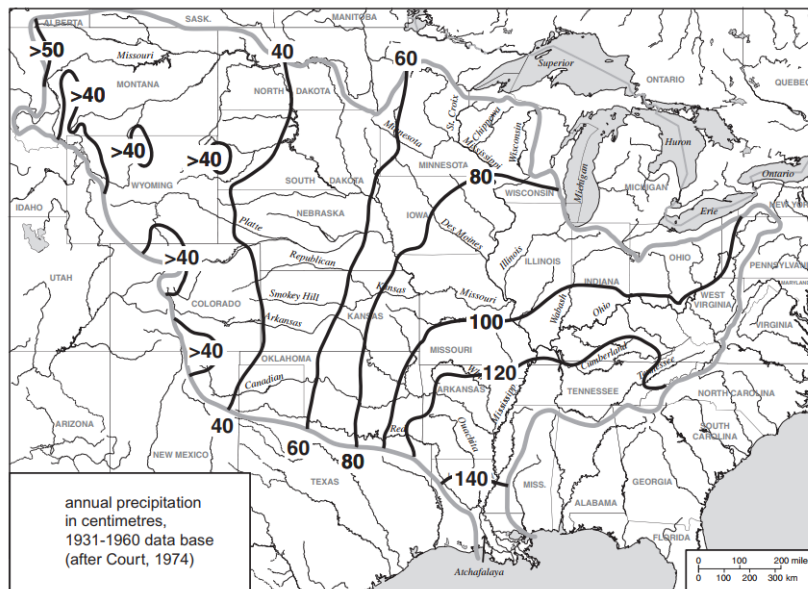 ALBERTA
SASK.
MANITOBA
>50
Missouri
40
60
Superior
ONTARIO
QUEBEC
>40
MONTANA
NORTH DAKOTA
St. Croix
Chippewa
Wisconsin
Minnesota
Mississippi
Huron
>40
>40
MINNESOTA
Michigan
Ontario
IDAHO
WYOMING
SOUTH DAKOTA
80
WISCONSIN
MICHIGAN
Erie
NEW YORK
NEBRASKA
IOWA
Platte
Des Moines
>40
Republican
Illinois
ILLINOIS
INDIANA
OHIO
PENNSYLVANIA
MARYLAND
UTAH
COLORADO
Smokey Hill
Kansas
Missouri
Wabash
Ohio
WEST VIRGINIA
Arkansas
KANSAS
100
VIRGINIA
>40
OKLAHOMA
MISSOURI
Cumberland
Tennessee
120
Canadian
ARKANSAS
Mississippi
TENNESSEE
NORTH CAROLINA
ARIZONA
40
Red
Ouachita
SOUTH CAROLINA
NEW MEXICO
60
80
TEXAS
140
MISS.
ALABAMA
GEORGIA
FLORIDA
annual precipitation
in centimetres,
1931-1960 data base
(after Court, 1974)
Atchafalaya
0 100 200 miles
0 100 200 300 km